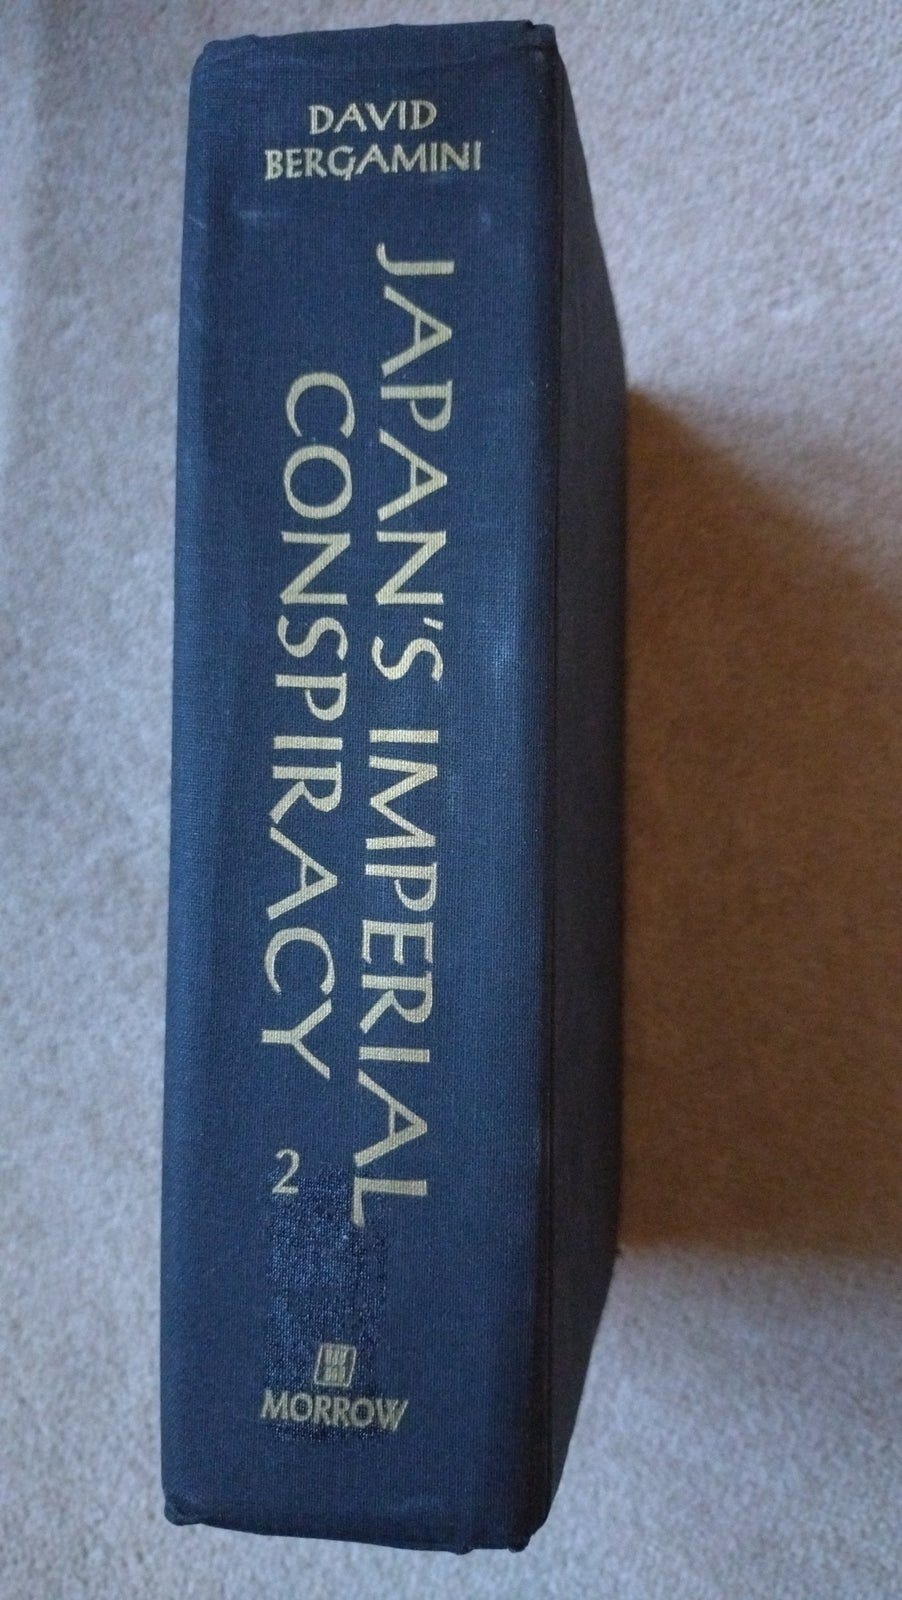 DAVID
BERGAMINI
JAPAN'S IMPERIAL
CONSPIRACY
2
MORROW